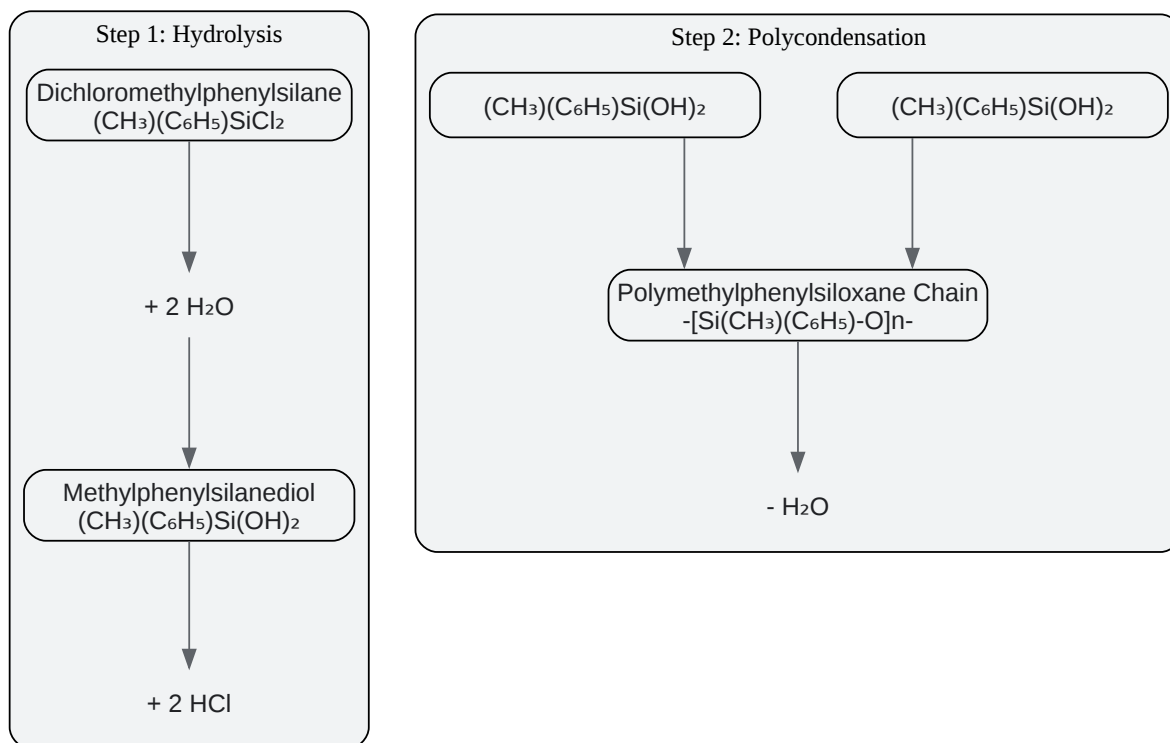 Step 1: Hydrolysis
Dichloromethylphenylsilane
(CH₃)(C₆H₅)SiCl₂
+ 2 H₂O
Methylphenylsilanediol
(CH₃)(C₆H₅)Si(OH)₂
+ 2 HCl
Step 2: Polycondensation
(CH₃)(C₆H₅)Si(OH)₂
(CH₃)(C₆H₅)Si(OH)₂
Polymethylphenylsiloxane Chain
-[Si(CH₃)(C₆H₅)-O]n-
- H₂O